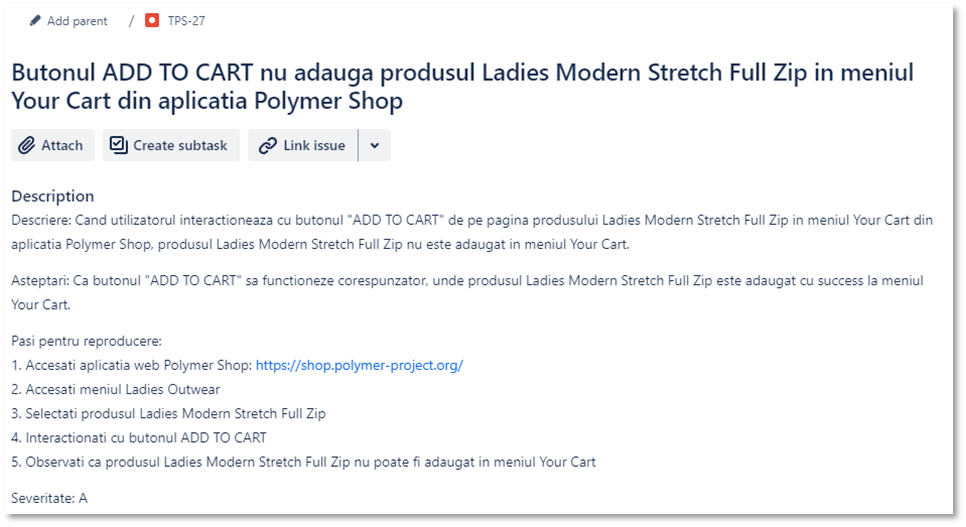 Add parent / TPS-27
Butonul ADD TO CART nu adauga produsul Ladies Modern Stretch Full Zip in meniul
Your Cart din aplicatia Polymer Shop
Attach Create subtask Link issue
Description
Descriere: Cand utilizatorul interactioneaza cu butonul "ADD TO CART" de pe pagina produsului Ladies Modern Stretch Full Zip in meniul Your Cart din
aplicatia Polymer Shop, produsul Ladies Modern Stretch Full Zip nu este adaugat in meniul Your Cart.
Asteptari: Ca butonul "ADD TO CART" sa functioneze corespunzator, unde produsul Ladies Modern Stretch Full Zip este adaugat cu success la meniul
Your Cart.
Pasi pentru reproducere:
1. Accesati aplicatia web Polymer Shop: https://shop.polymer-project.org/
2. Accesati meniul Ladies Outwear
3. Selectati produsul Ladies Modern Stretch Full Zip
4. Interactionati cu butonul ADD TO CART
5. Observati ca produsul Ladies Modern Stretch Full Zip nu poate fi adaugat in meniul Your Cart
Severitate: A